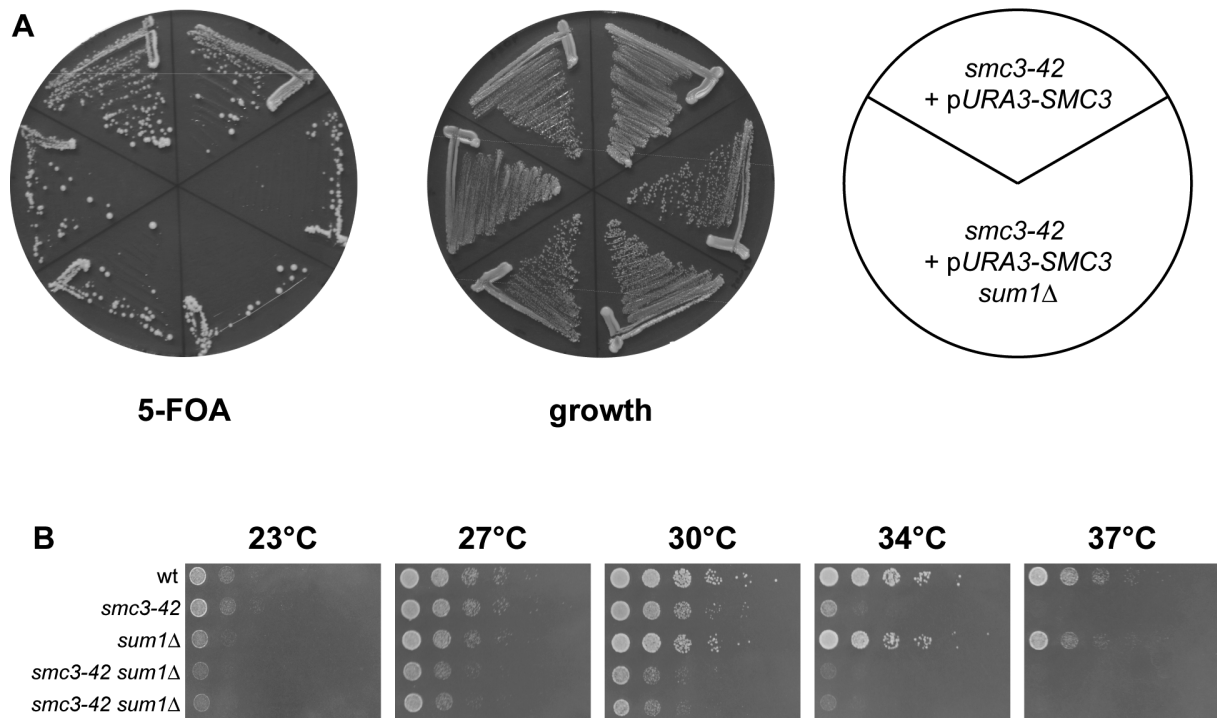 A
smc3-42
+ pURA3-SMC3
smc3-42
+ pURA3-SMC3
sum1Δ
5-FOA
growth
B
23°C
27°C
30°C
34°C
37°C
wt
smc3-42
sum1Δ
smc3-42 sum1Δ
smc3-42 sum1Δ